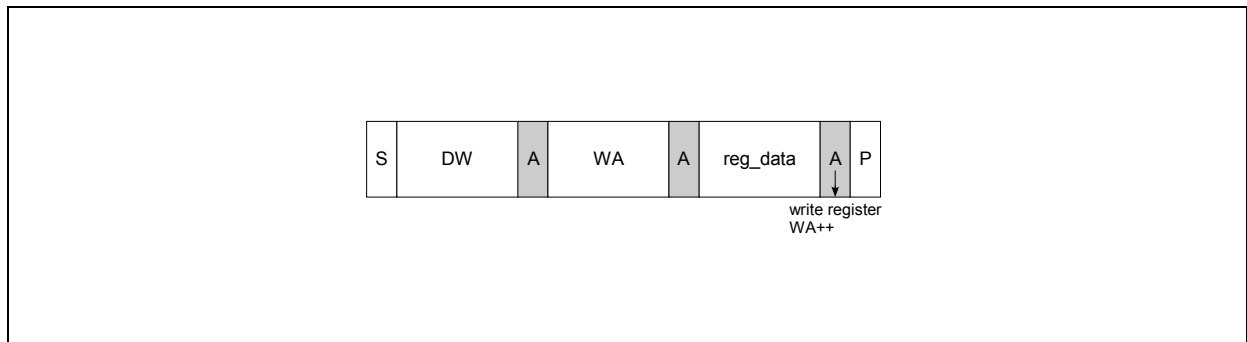 S DW A WA A reg_data A P
write register
WA++